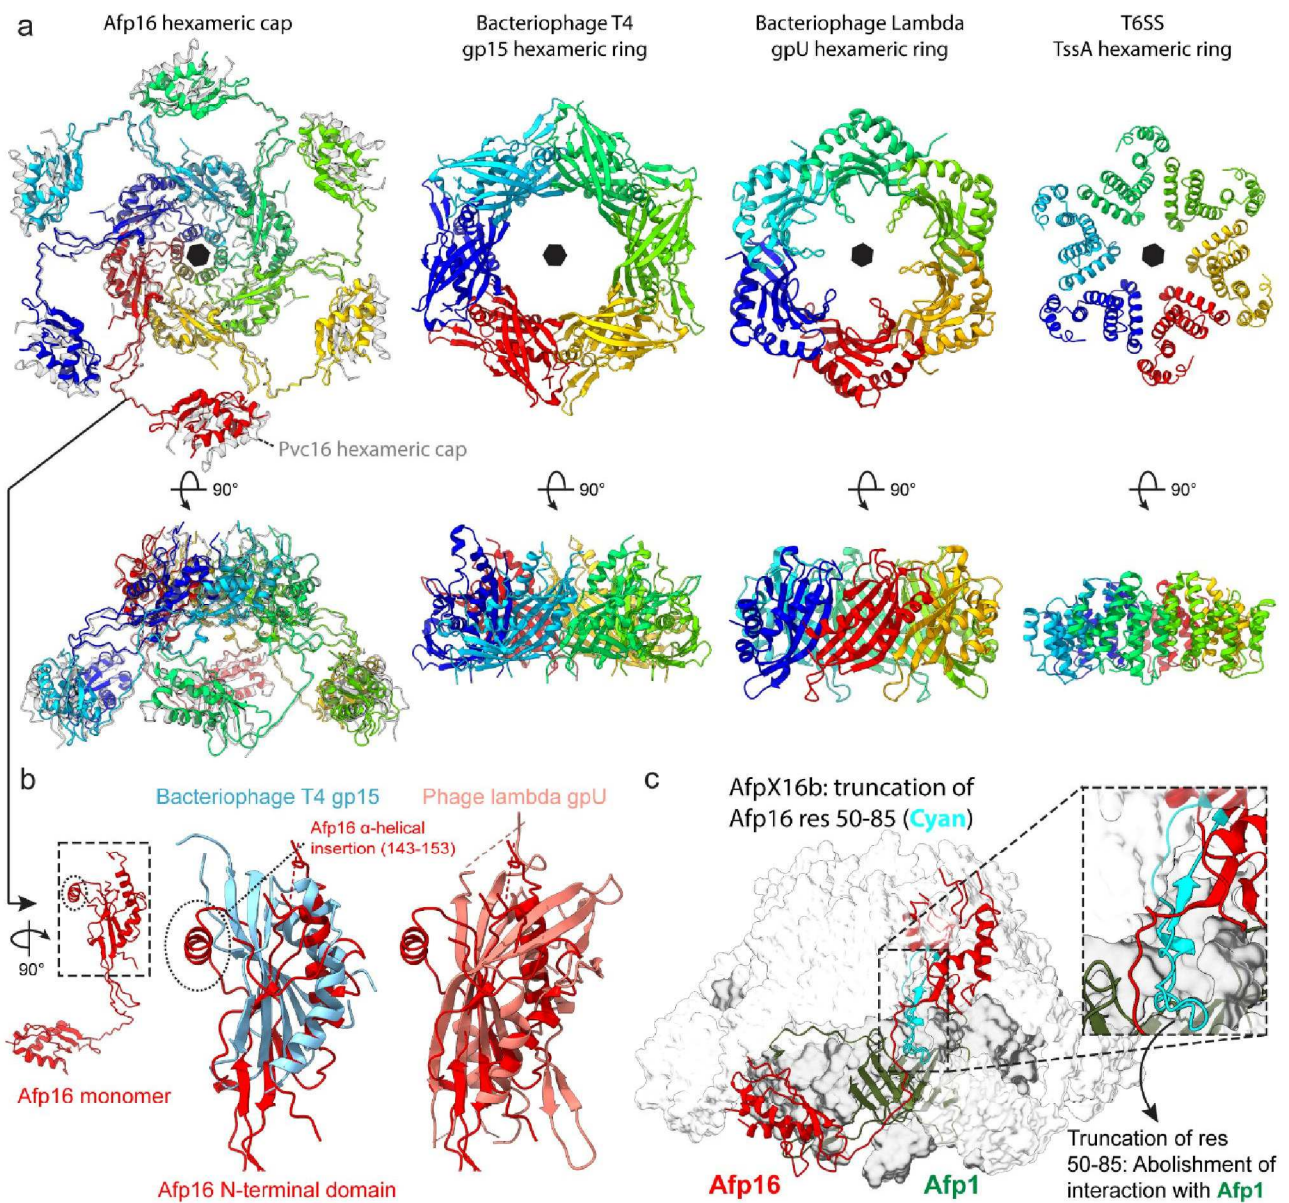 a
Afp16 hexameric cap
Bacteriophage T4
gp15 hexameric ring
Bacteriophage Lambda
gpU hexameric ring
T6SS
TssA hexameric ring
Pvc16 hexameric cap
90°
90°
90°
90°
b
Bacteriophage T4 gp15
Phage lambda gpU
Afp16 α-helical
insertion (143-153)
90°
Afp16 monomer
Afp16 N-terminal domain
c
AfpX16b: truncation of
Afp16 res 50-85 (Cyan)
Afp16
Afp1
Truncation of res
50-85: Abolishment of
interaction with Afp1